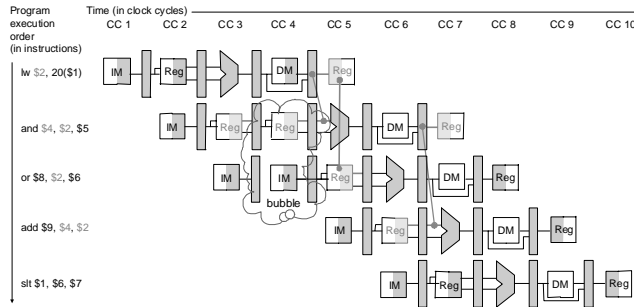 Program
execution
order
(in instructions)
Time (in clock cycles)
CC 1 CC 2 CC 3 CC 4 CC 5 CC 6 CC 7 CC 8 CC 9 CC 10
lw $2, 20($1)
IM Reg DM Reg
and $4, $2, $5
IM Reg Reg DM Reg
or $8, $2, $6
IM IM Reg DM Reg
bubble
add $9, $4, $2
IM Reg DM Reg
slt $1, $6, $7
IM Reg DM Reg